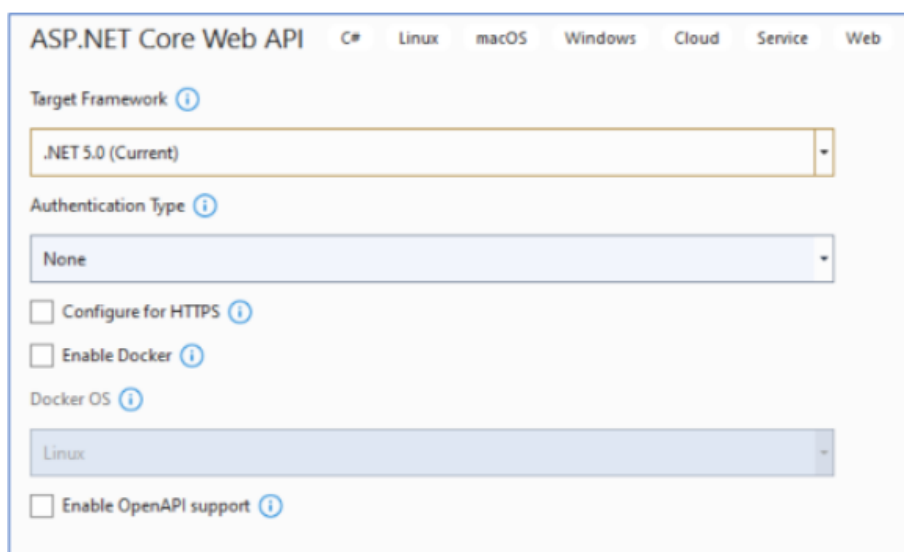 ASP.NET Core Web API C# Linux macOS Windows Cloud Service Web
Target Framework
.NET 5.0 (Current)
Authentication Type
None
Configure for HTTPS
Enable Docker
Docker OS
Linux
Enable OpenAPI support